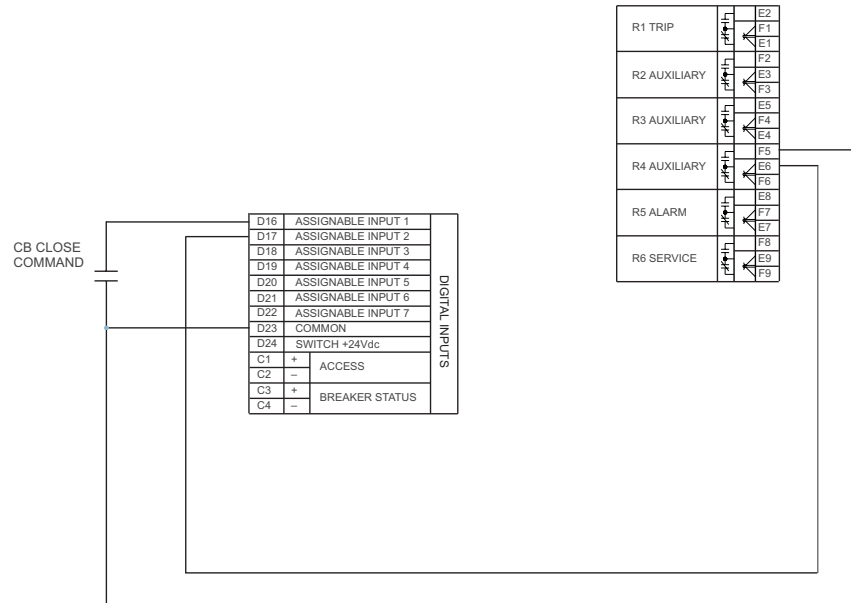 R1 TRIP
E2
F1
E1
R2 AUXILIARY
F2
E3
F3
R3 AUXILIARY
E5
F4
E4
R4 AUXILIARY
F5
E6
F6
R5 ALARM
E8
F7
E7
R6 SERVICE
F8
E9
F9
CB CLOSE
COMMAND
D16 ASSIGNABLE INPUT 1
D17 ASSIGNABLE INPUT 2
D18 ASSIGNABLE INPUT 3
D19 ASSIGNABLE INPUT 4
D20 ASSIGNABLE INPUT 5
D21 ASSIGNABLE INPUT 6
D22 ASSIGNABLE INPUT 7
D23 COMMON
D24 SWITCH +24Vdc
C1 +
ACCESS
C2 –
C3 +
BREAKER STATUS
C4 –
DIGITAL INPUTS